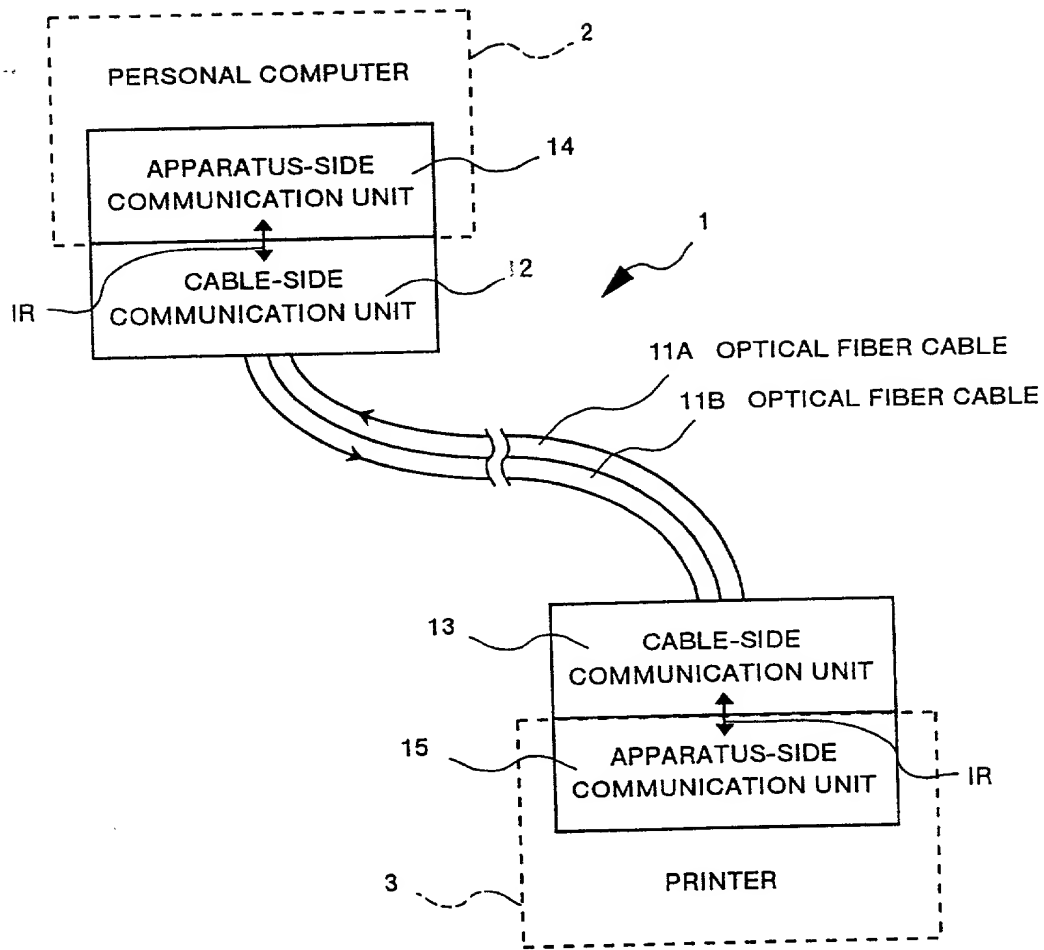 2
PERSONAL COMPUTER
14
APPARATUS-SIDE
COMMUNICATION UNIT
1
12
CABLE-SIDE
COMMUNICATION UNIT
IR
11A OPTICAL FIBER CABLE
11B OPTICAL FIBER CABLE
13
CABLE-SIDE
COMMUNICATION UNIT
15
APPARATUS-SIDE
COMMUNICATION UNIT
IR
3
PRINTER